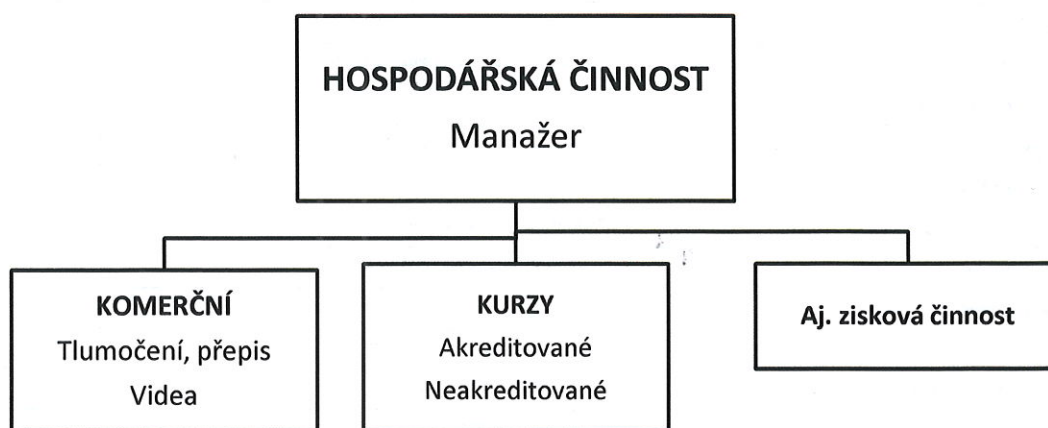 HOSPODÁŘSKÁ ČINNOST
Manažer
KOMERČNÍ
Tlumočení, přepis
Videa
KURZY
Akreditované
Neakreditované
Aj. zisková činnost